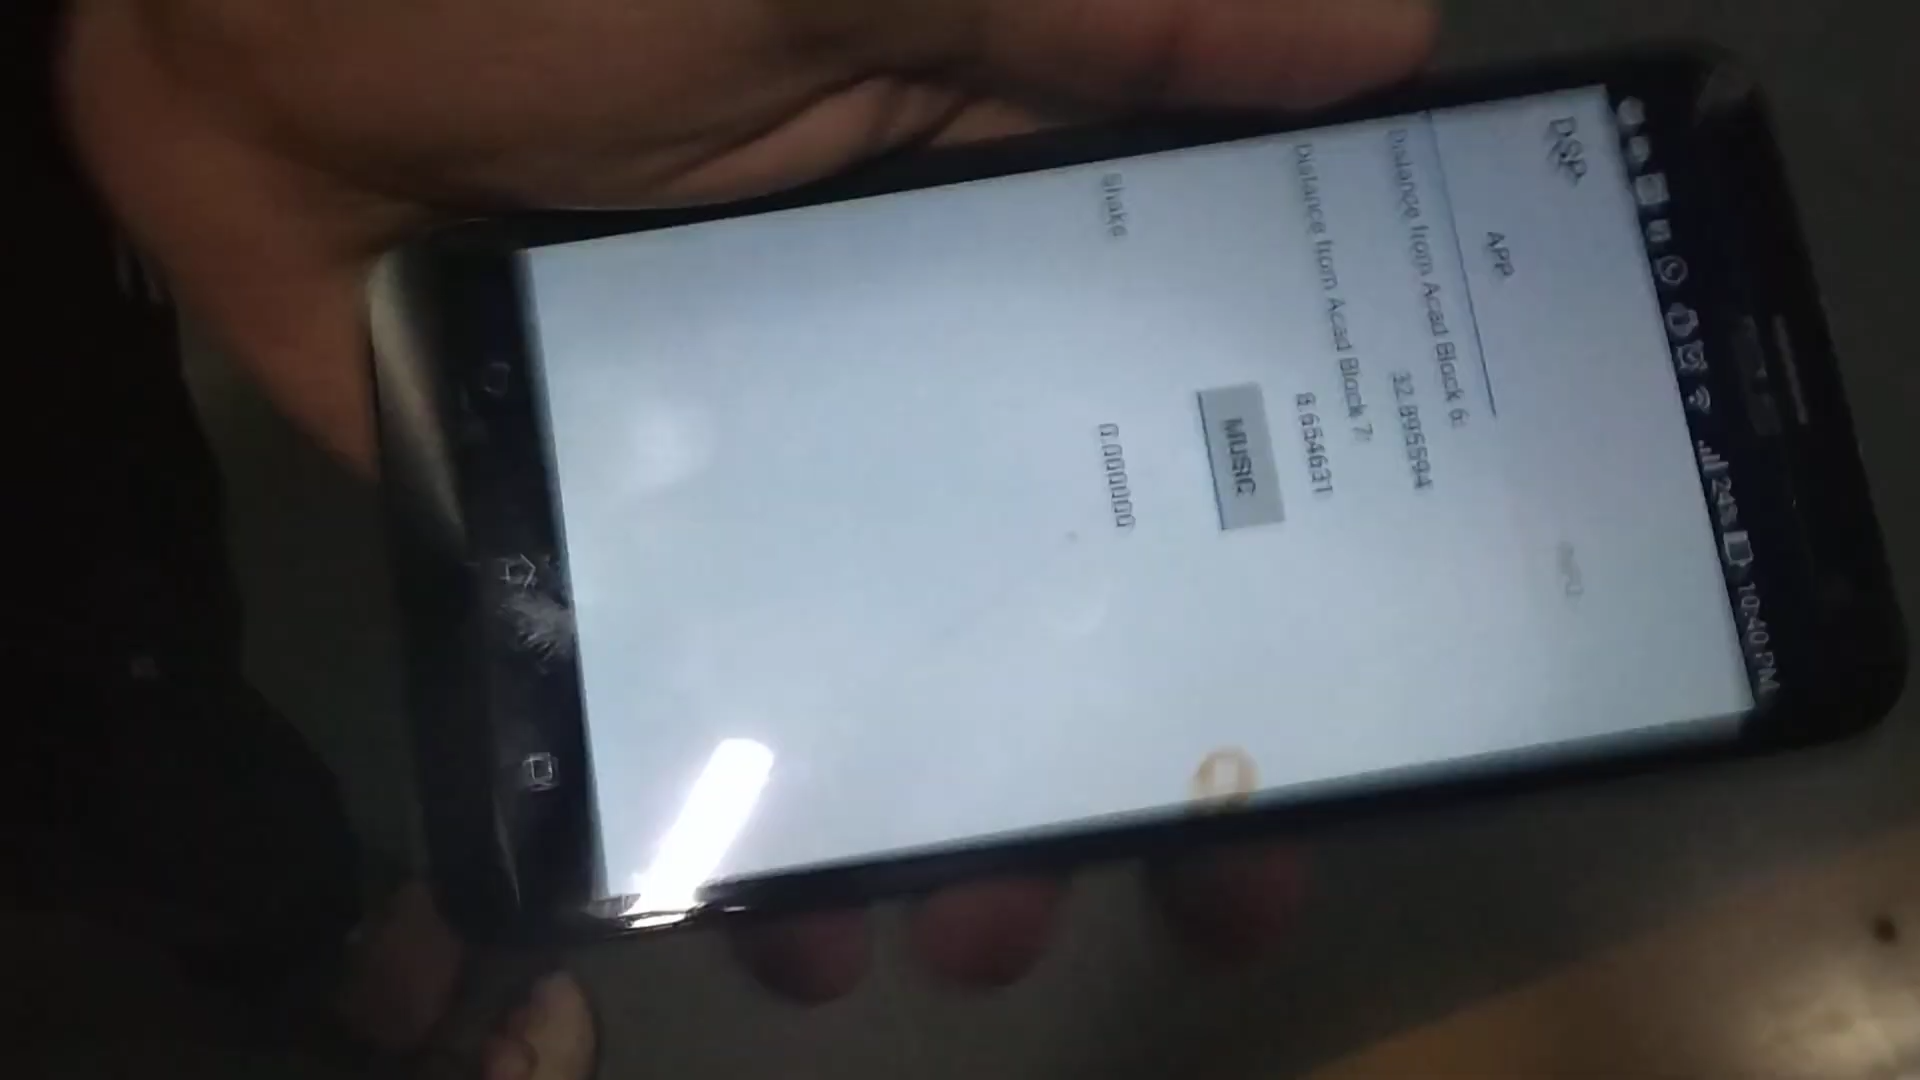 24% 10:40 PM
DSP
APP
Distance from Acad Block 6:
32.895594
Distance from Acad Block 7:
8.654631
MUSIC
Shake
0.000000